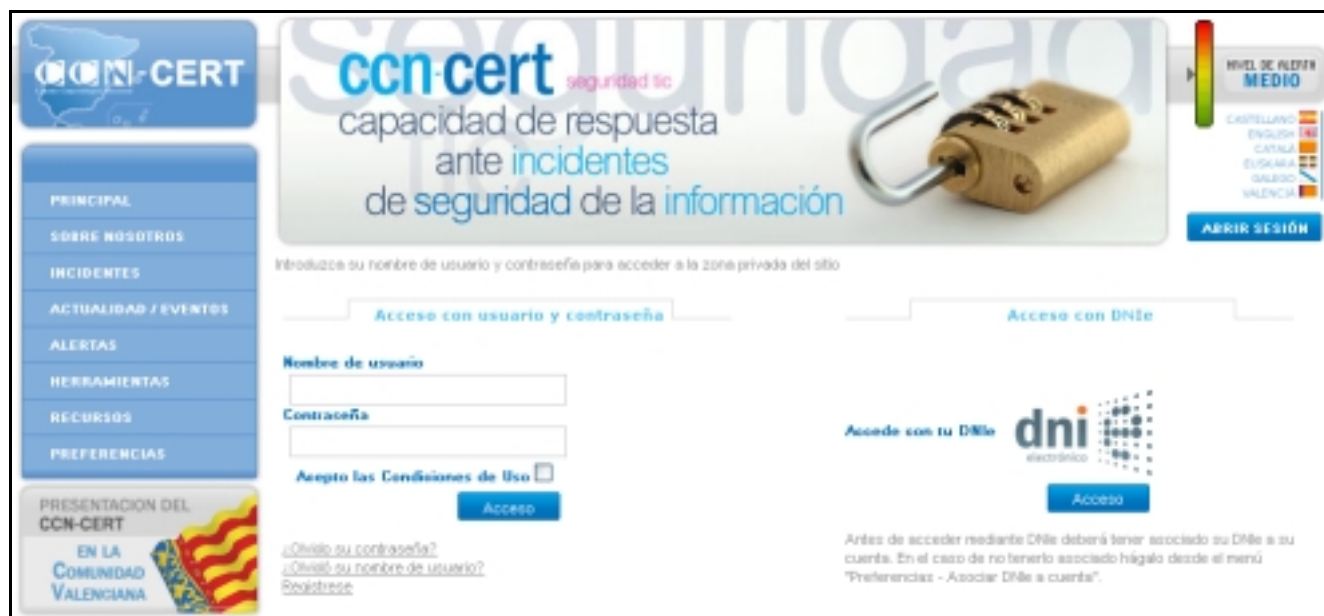 CCN-CERT
ccn-cert seguridad tic
capacidad de respuesta
ante incidentes
de seguridad de la información
seguridad
tic
NIVEL DE ALERTA
MEDIO
CASTELLANO
ENGLISH
CATALÀ
EUSKARA
GALEGO
VALENCIÀ
ABRIR SESIÓN
PRINCIPAL
SOBRE NOSOTROS
INCIDENTES
ACTUALIDAD / EVENTOS
ALERTAS
HERRAMIENTAS
RECURSOS
PREFERENCIAS
PRESENTACION DEL
CCN-CERT
EN LA
COMUNIDAD
VALENCIANA
Introduzca su nombre de usuario y contraseña para acceder a la zona privada del sitio
Acceso con usuario y contraseña
Nombre de usuario
Contraseña
Acepto las Condiciones de Uso
Acceso
¿Olvido su contraseña?
¿Olvidó su nombre de usuario?
Regístrese
Acceso con DNIe
Accede con tu DNIe
dni e
electrónico
Acceso
Antes de acceder mediante DNIe deberá tener asociado su DNIe a su
cuenta. En el caso de no tenerlo asociado hágalo desde el menú
"Preferencias - Asociar DNIe a cuenta".